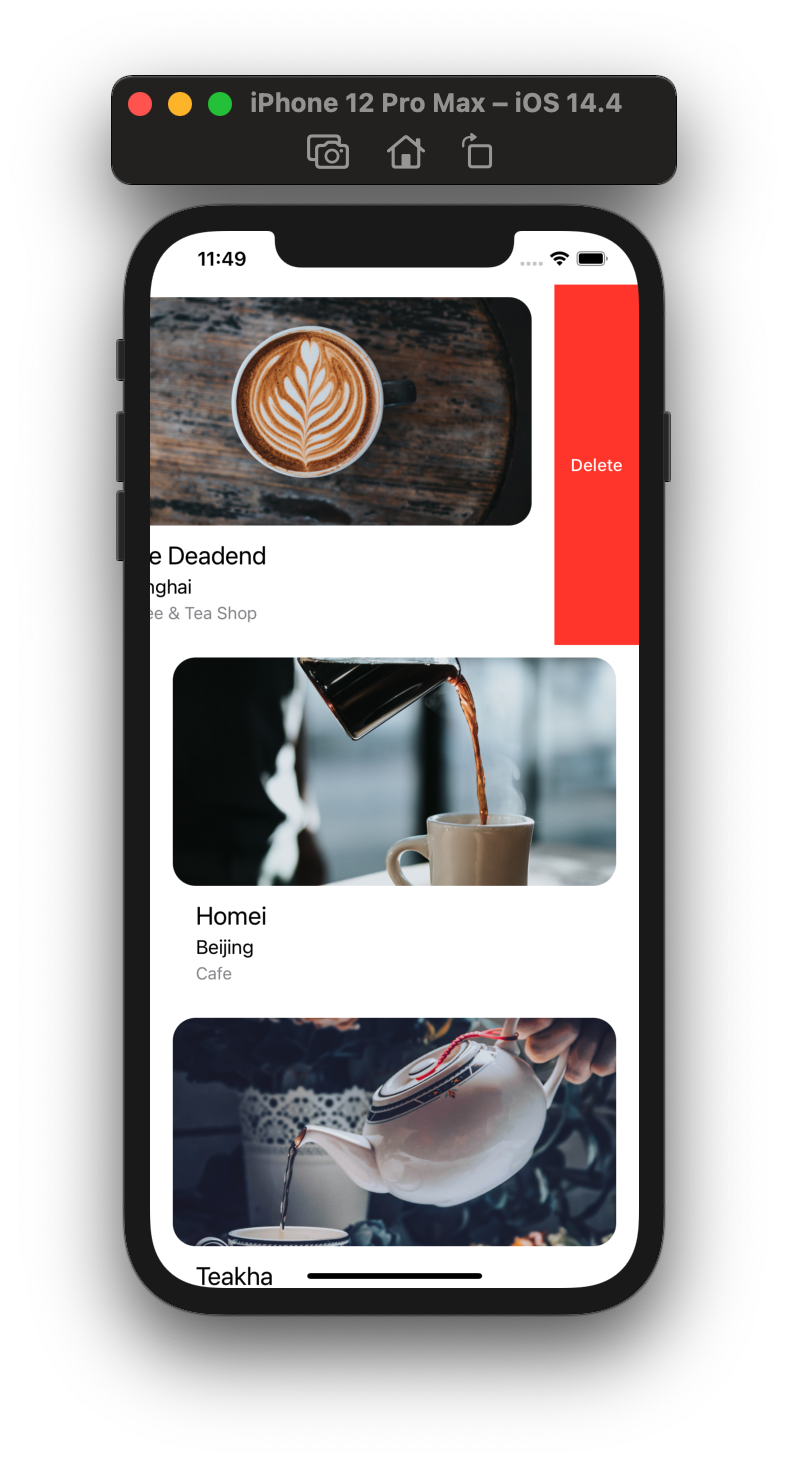 iPhone 12 Pro Max – iOS 14.4
11:49
Delete
e Deadend
nghai
ee & Tea Shop
Homei
Beijing
Cafe
Teakha